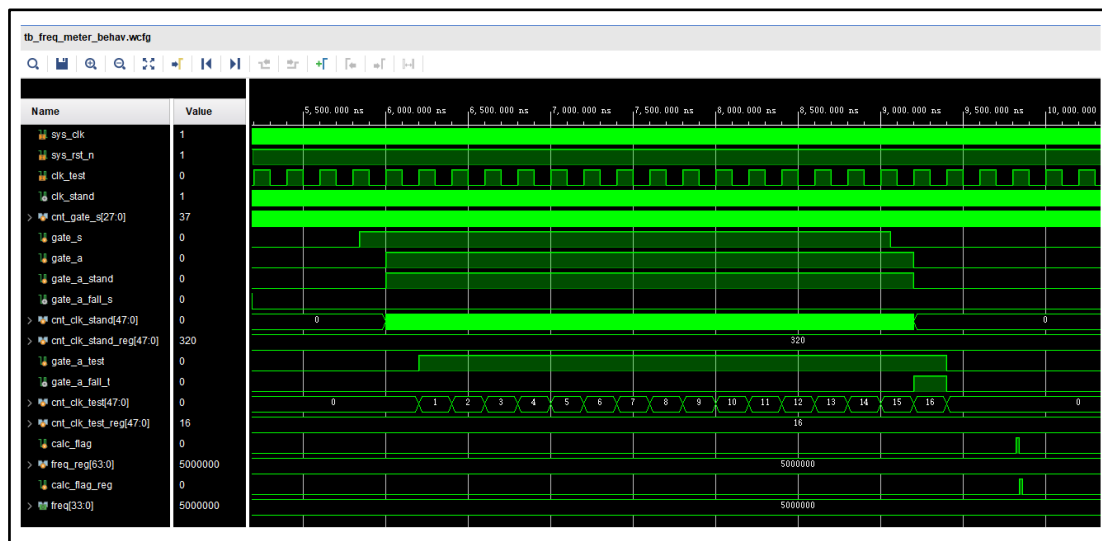 tb_freq_meter_behav.wcfg
Name Value 5,500.000 ns 6,000.000 ns 6,500.000 ns 7,000.000 ns 7,500.000 ns 8,000.000 ns 8,500.000 ns 9,000.000 ns 9,500.000 ns 10,000.000
sys_clk 1
sys_rst_n 1
clk_test 0
clk_stand 1
cnt_gate_s[27:0] 37
gate_s 0
gate_a 0
gate_a_stand 0
gate_a_fall_s 0
cnt_clk_stand[47:0] 0 0 0
cnt_clk_stand_reg[47:0] 320 320
gate_a_test 0
gate_a_fall_t 0
cnt_clk_test[47:0] 0 0 1 2 3 4 5 6 7 8 9 10 11 12 13 14 15 16 0
cnt_clk_test_reg[47:0] 16 16
calc_flag 0
freq_reg[63:0] 5000000 5000000
calc_flag_reg 0
freq[33:0] 5000000 5000000